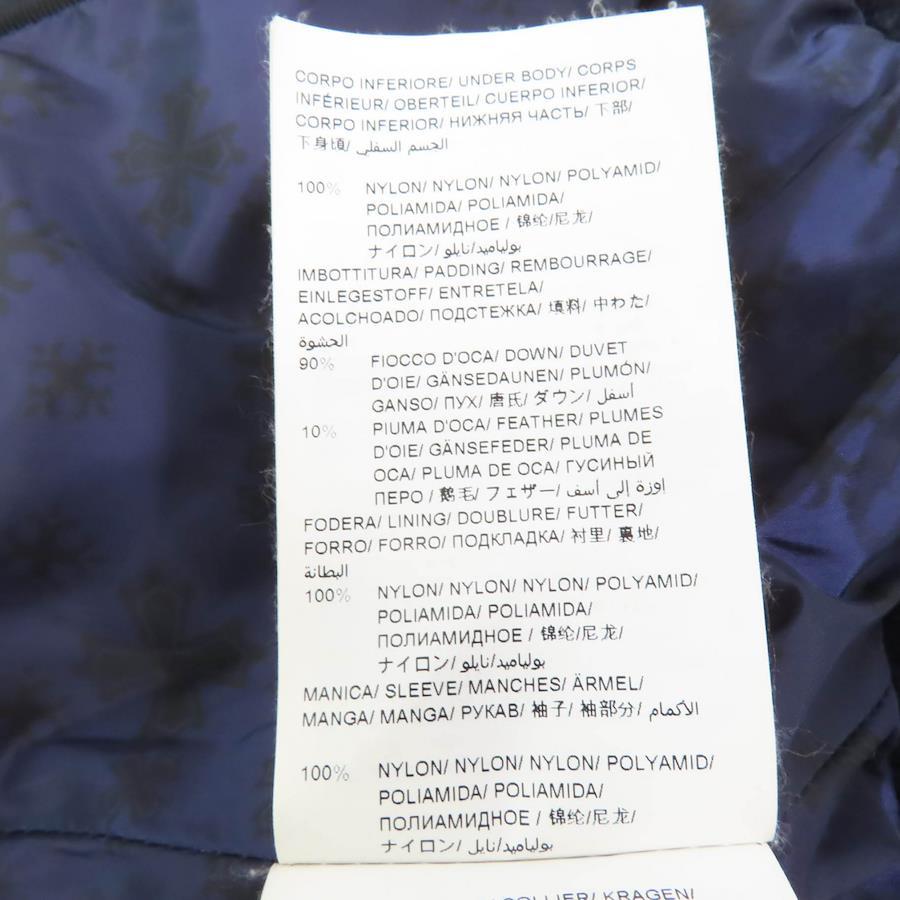 CORPO INFERIORE/ UNDER BODY/ CORPS
INFÉRIEUR/ OBERTEIL/ CUERPO INFERIOR/
CORPO INFERIOR/ НИЖНЯЯ ЧАСТЬ/ 下部/
下身頃/ الجسم السفلي
100% NYLON/ NYLON/ NYLON/ POLYAMID/
POLIAMIDA/ POLIAMIDA/
ПОЛИАМИДНОЕ / 锦纶/尼龙/
ナイロン/ بولياميد/نايلو
IMBOTTITURA/ PADDING/ REMBOURRAGE/
EINLEGESTOFF/ ENTRETELA/
ACOLCHOADO/ ПОДСТЕЖКА/ 填料/ 中わた/
الحشوة
90% FIOCCO D'OCA/ DOWN/ DUVET
D'OIE/ GÄNSEDAUNEN/ PLUMÓN/
GANSO/ ПУХ/ 唐氏/ ダウン/ أسفل
10% PIUMA D'OCA/ FEATHER/ PLUMES
D'OIE/ GÄNSEFEDER/ PLUMA DE
OCA/ PLUMA DE OCA/ ГУСИНЫЙ
ПЕРО / 鹅毛/ フェザー/ اوزة إلى أسف
FODERA/ LINING/ DOUBLURE/ FUTTER/
FORRO/ FORRO/ ПОДКЛАДКА/ 衬里/ 裏地/
البطانة
100% NYLON/ NYLON/ NYLON/ POLYAMID/
POLIAMIDA/ POLIAMIDA/
ПОЛИАМИДНОЕ / 锦纶/尼龙/
ナイロン/ بولياميد/نايلو
MANICA/ SLEEVE/ MANCHES/ ÄRMEL/
MANGA/ MANGA/ РУКАВ/ 袖子/ 袖部分/ الأكمام
100% NYLON/ NYLON/ NYLON/ POLYAMID/
POLIAMIDA/ POLIAMIDA/
ПОЛИАМИДНОЕ / 锦纶/尼龙/
ナイロン/ بولياميد/نايل
COLLIER/ KRAGEN/